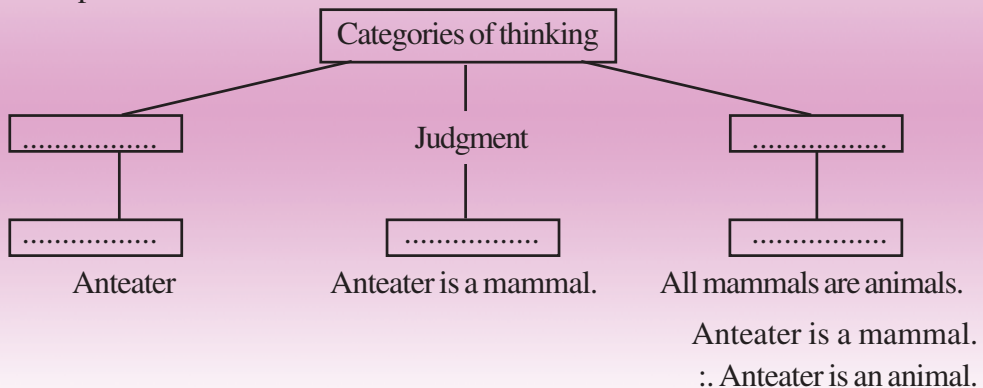 Categories of thinking
.................
Judgment
.................
.................
.................
.................
Anteater
Anteater is a mammal.
All mammals are animals.
Anteater is a mammal.
:. Anteater is an animal.